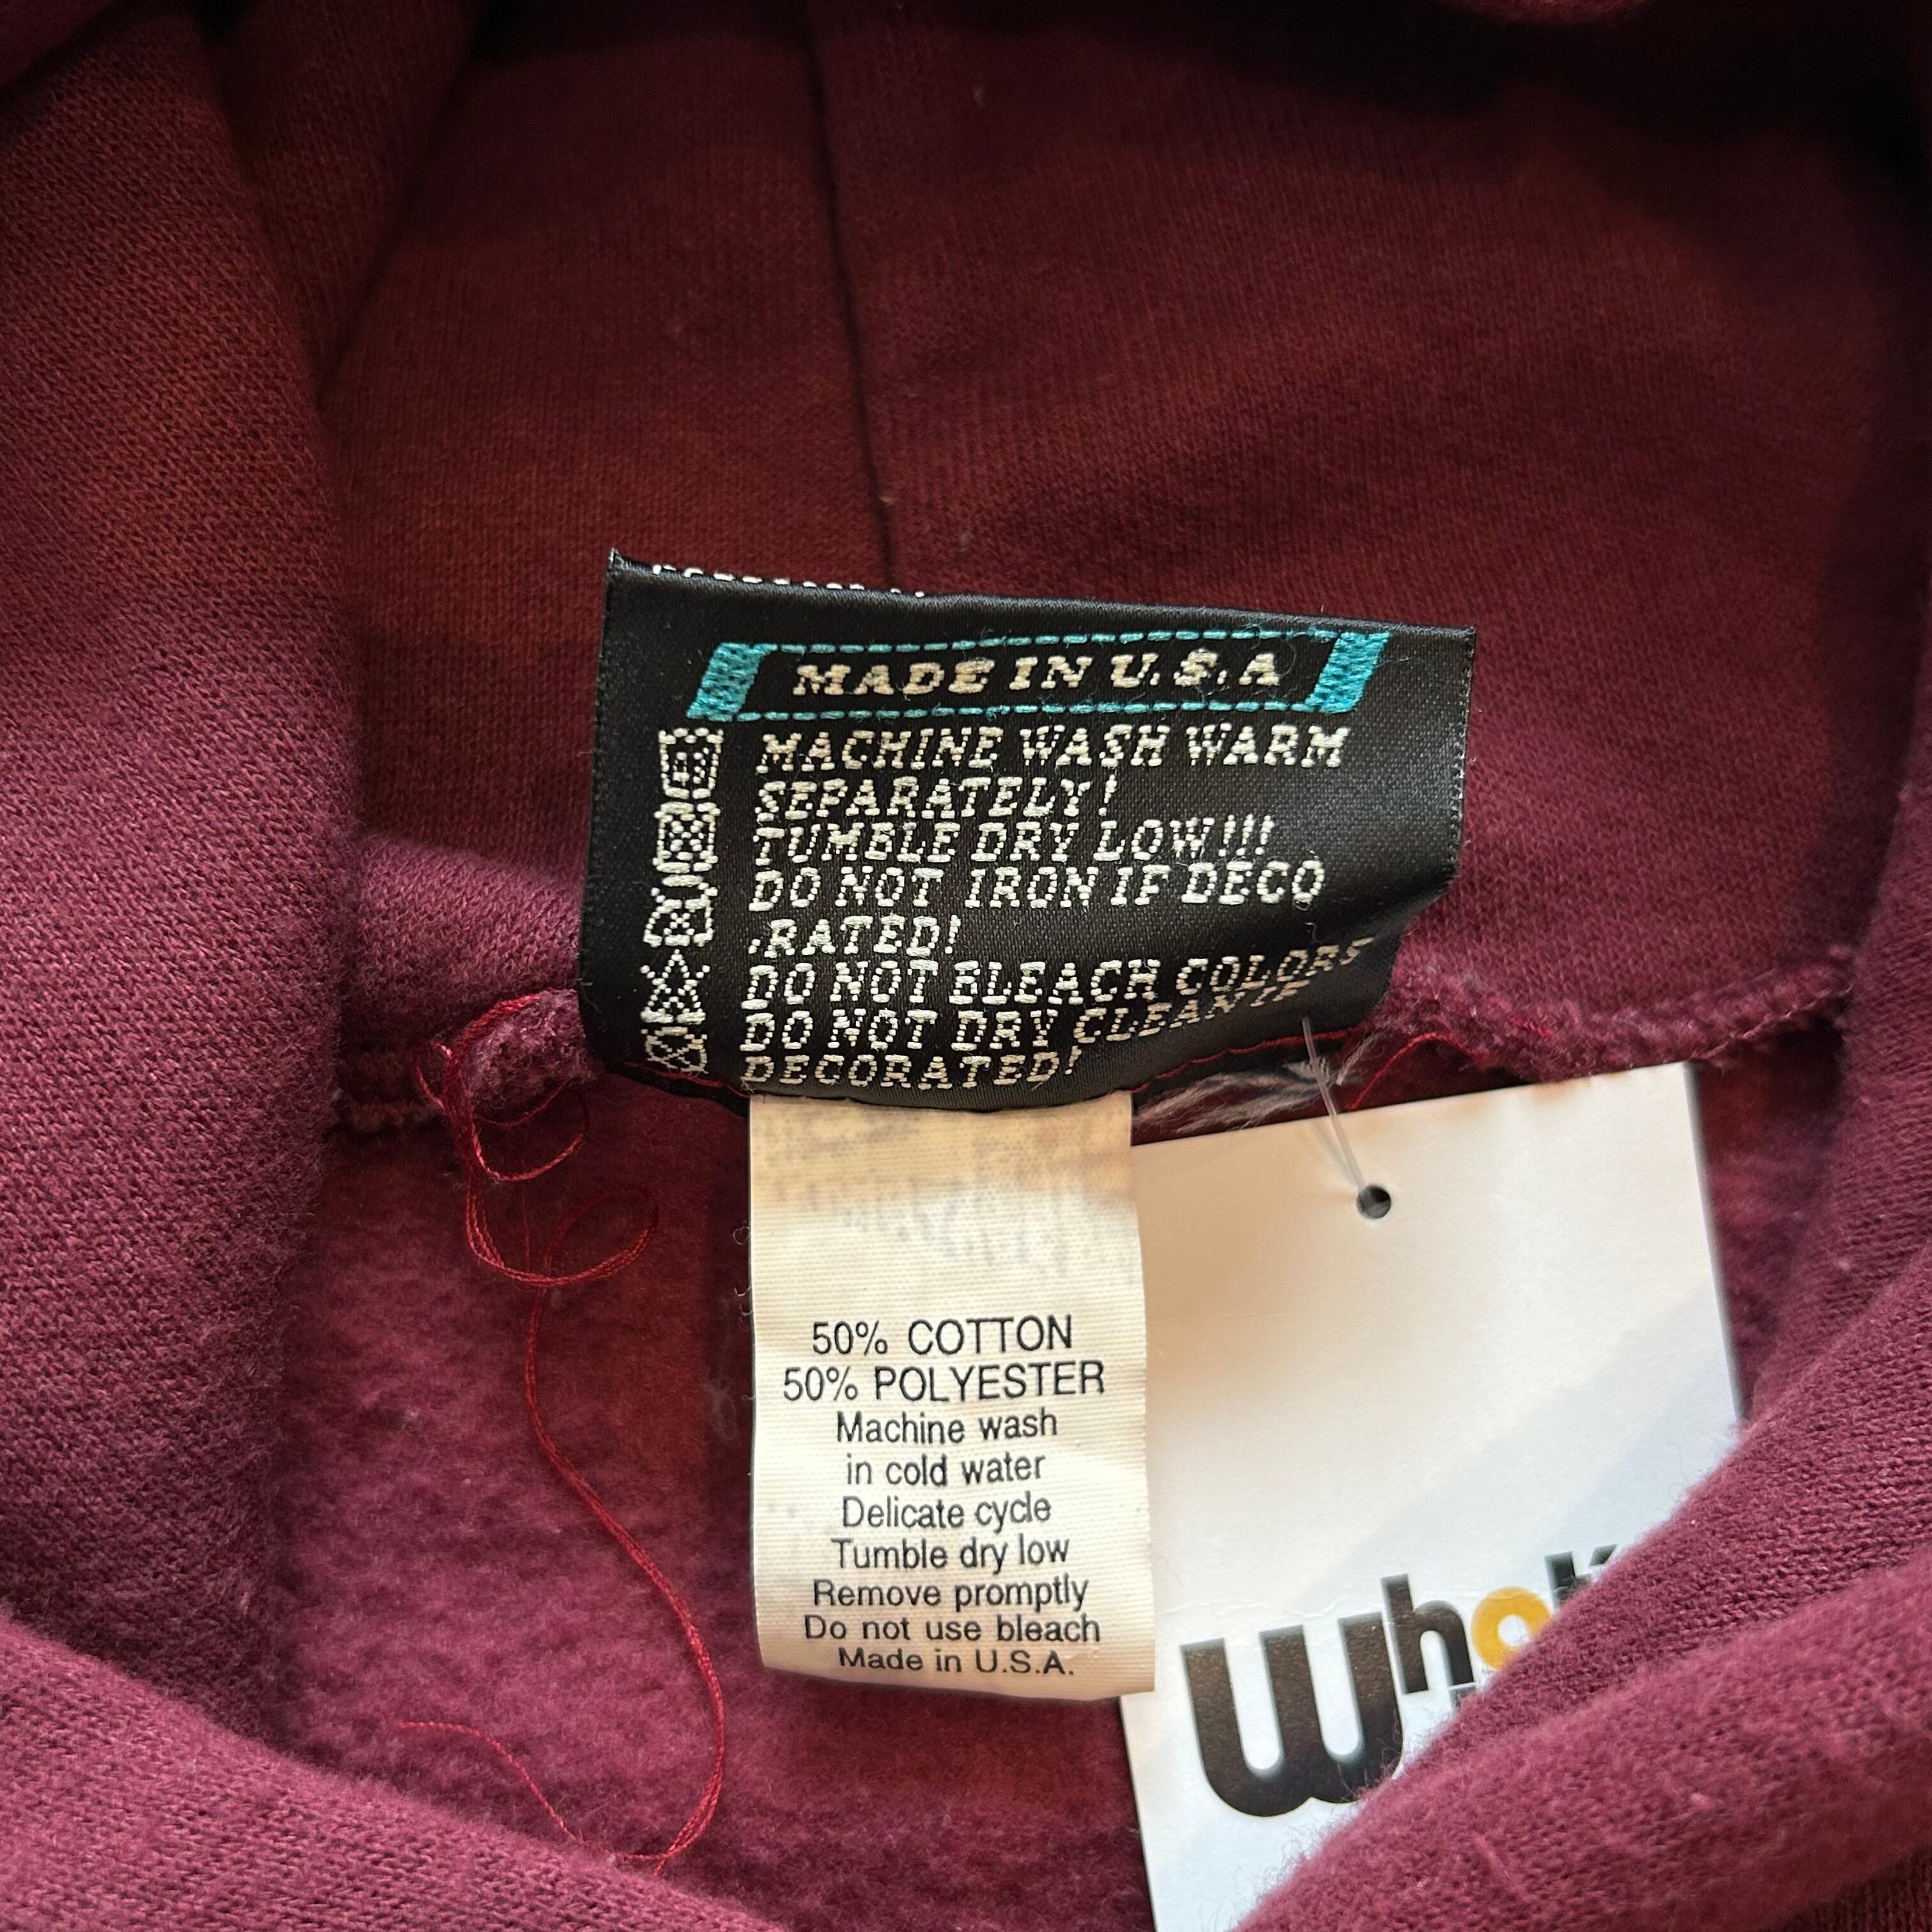 MADE IN U.S.A
MACHINE WASH WARM
SEPARATELY!
TUMBLE DRY LOW!!!
DO NOT IRON IF DECO
.RATED!
DO NOT BLEACH COLORS
DO NOT DRY CLEAN IF
DECORATED!
50% COTTON
50% POLYESTER
Machine wash
in cold water
Delicate cycle
Tumble dry low
Remove promptly
Do not use bleach
Made in U.S.A.